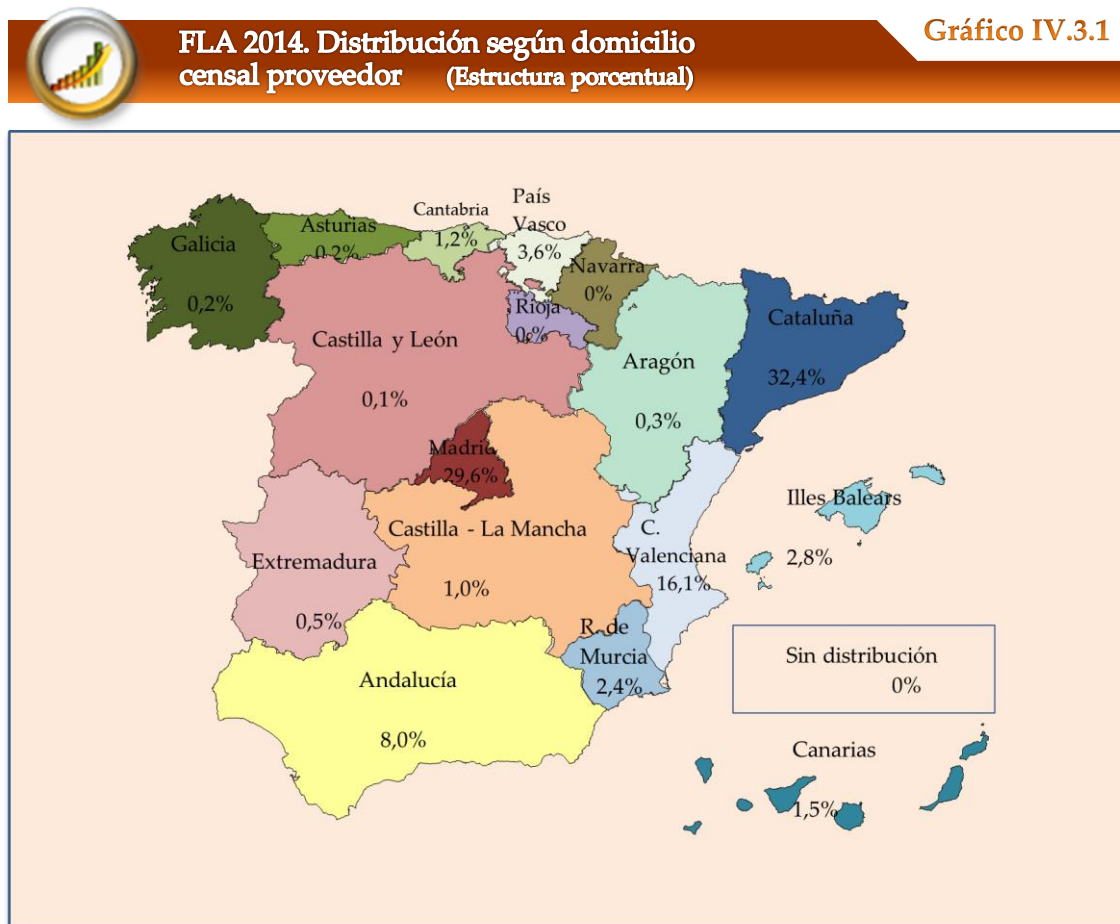 Gráfico IV.3.1
FLA 2014. Distribución según domicilio
censal proveedor (Estructura porcentual)
País
Vasco
3,6%
Cantabria
1,2%
Asturias
0,2%
Galicia
0,2%
Navarra
0%
Rioja
Castilla y León
0,1%
Aragón
0,3%
Cataluña
32,4%
Madrid
29,6%
Castilla - La Mancha
1,0%
C.
Valenciana
16,1%
Illes Balears
2,8%
Extremadura
0,5%
R. de
Murcia
2,4%
Andalucía
8,0%
Sin distribución
0%
Canarias
1,5%